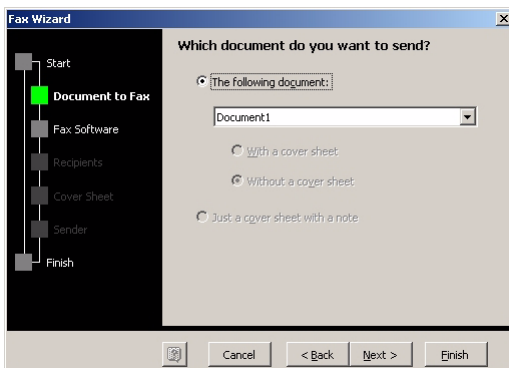 Fax Wizard
Start
Document to Fax
Fax Software
Recipients
Cover Sheet
Sender
Finish
Which document do you want to send?
The following document:
Document1
With a cover sheet
Without a cover sheet
Just a cover sheet with a note
Cancel
< Back
Next >
Finish